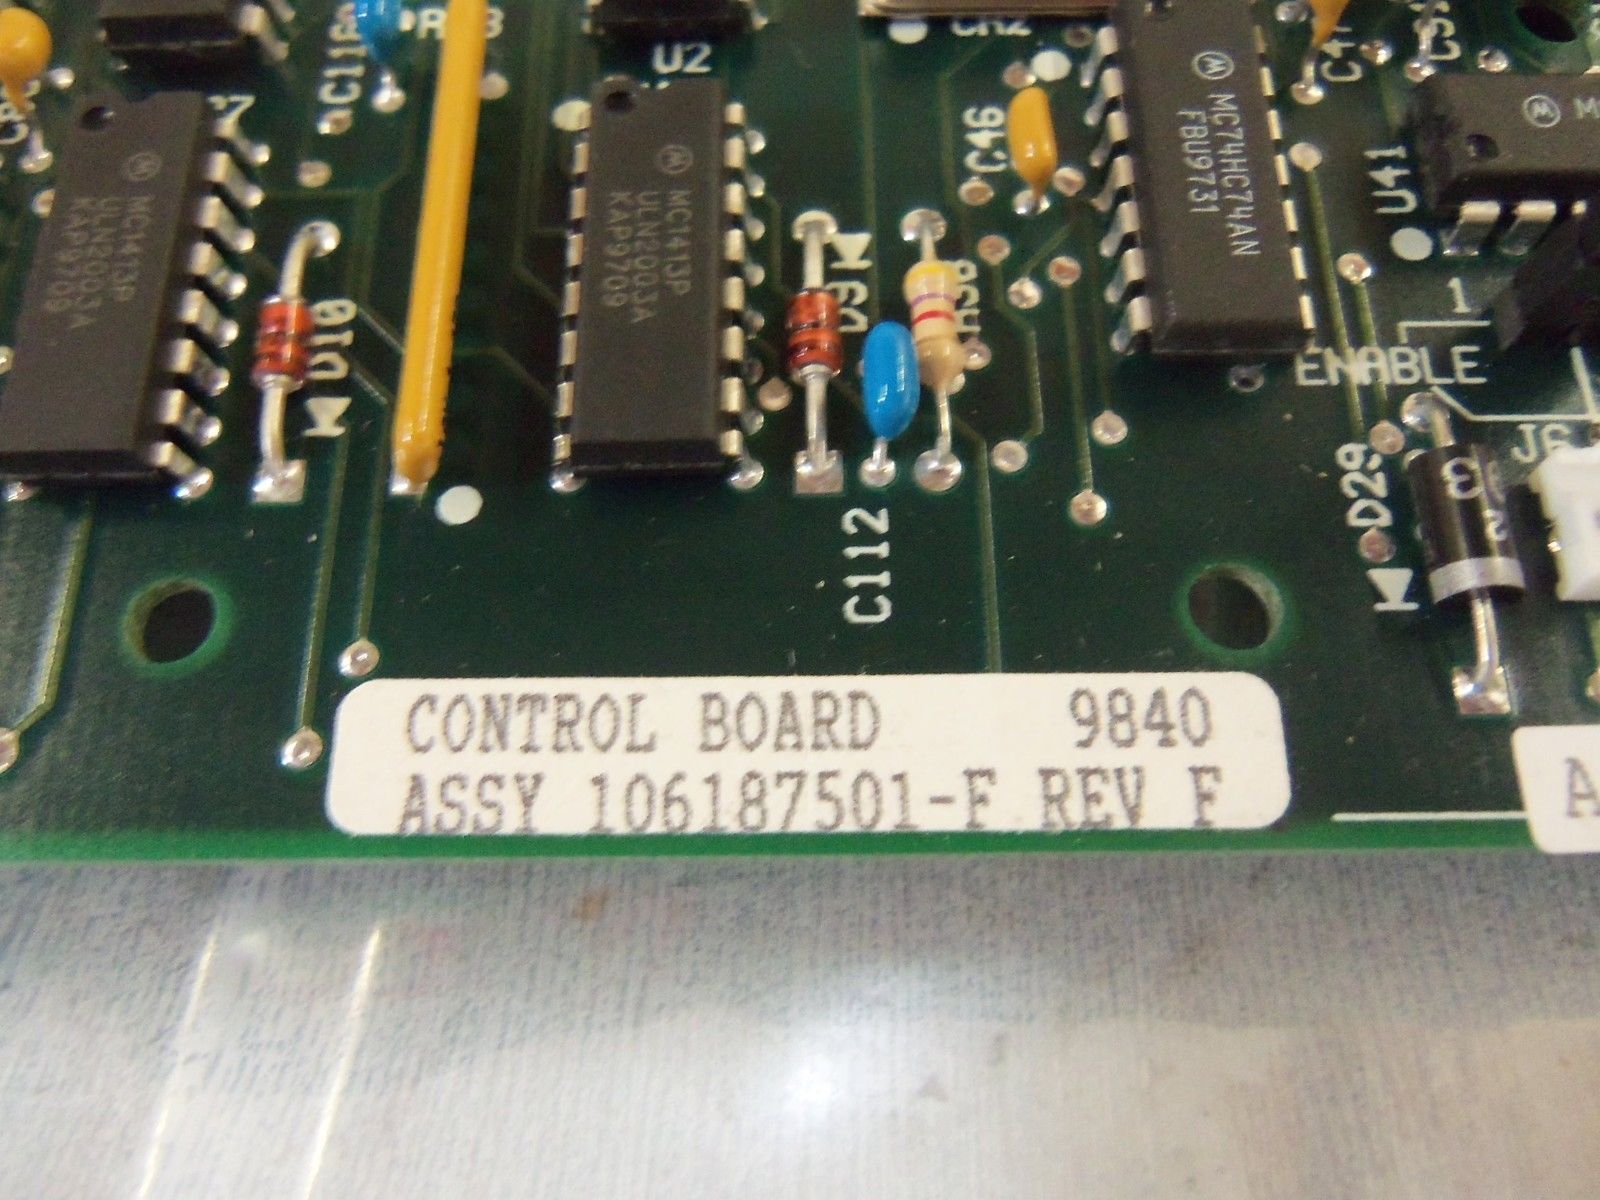 U2
C46
MC74HC74AN
FBU9731
U41
MC1413P
ULN2003A
KAP9709
MC1413P
ULN2003A
KAP9709
D10
D9
1
ENABLE
J6
D29
C112
CONTROL BOARD 9840
ASSY 106187501-F REV F